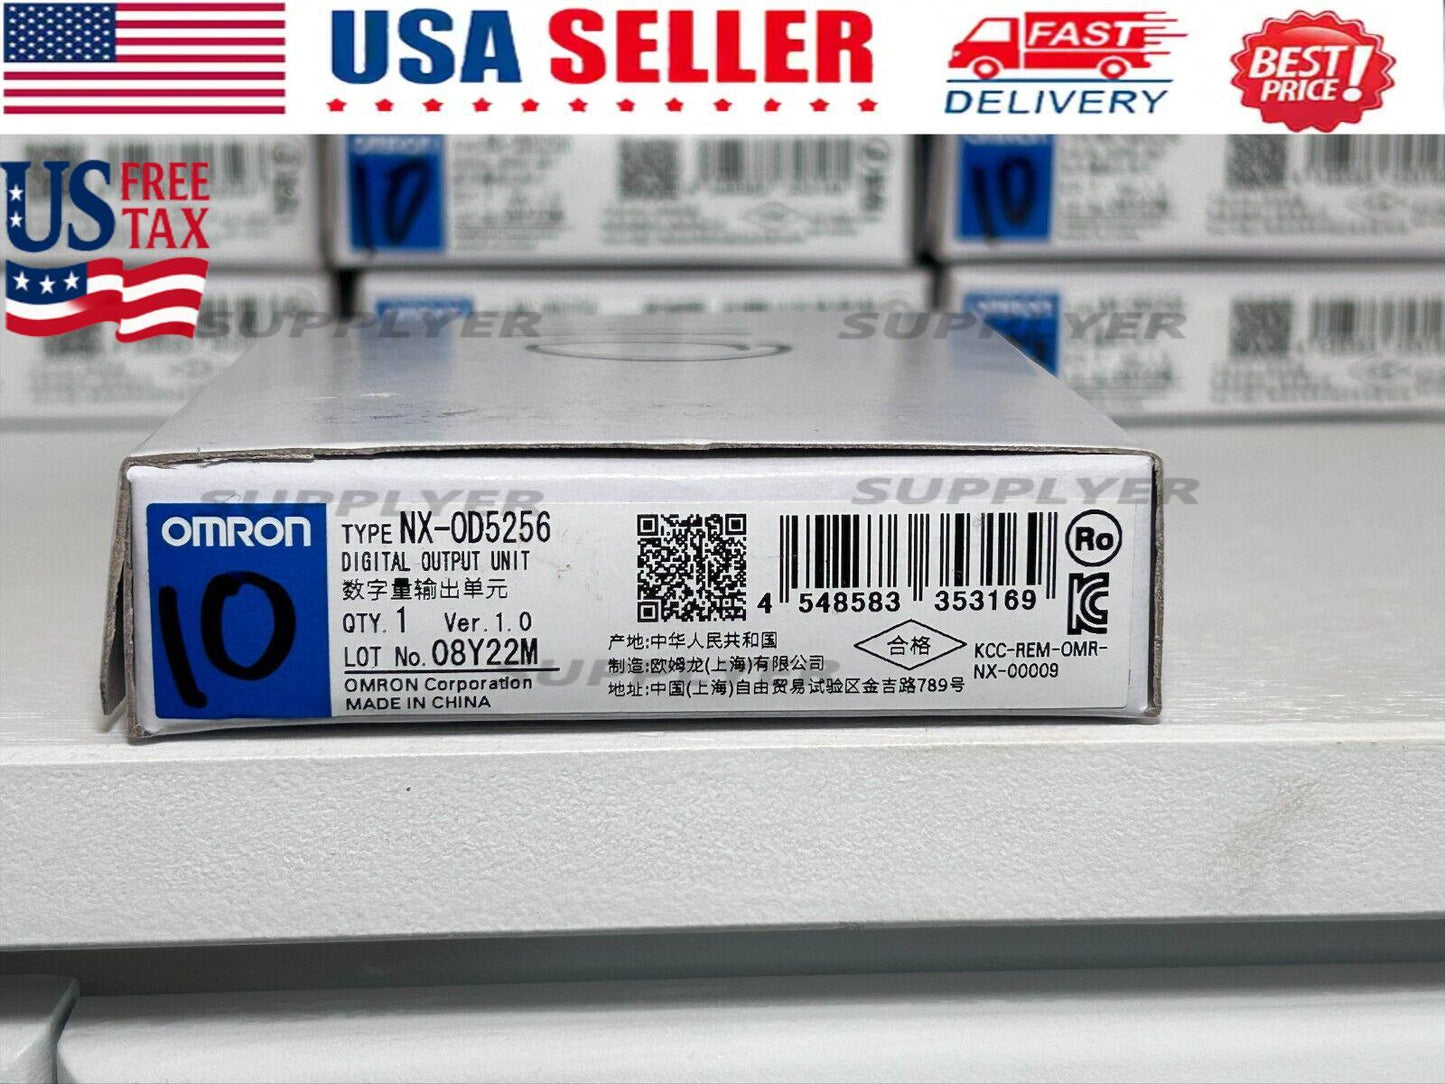 USA SELLER
FAST
DELIVERY
BEST
PRICE!
US FREE
TAX
OMRON
10
10
SUPPLYER
SUPPLYER
SUPPLYER
SUPPLYER
OMRON
10
TYPE NX-OD5256
DIGITAL OUTPUT UNIT
数字量输出单元
QTY. 1 Ver. 1.0
LOT No. 08Y22M
OMRON Corporation
MADE IN CHINA
4 548583 353169
Ro
产地:中华人民共和国
制造:欧姆龙(上海)有限公司
地址:中国(上海)自由贸易试验区金吉路789号
合格
KCC-REM-OMR-
NX-00009